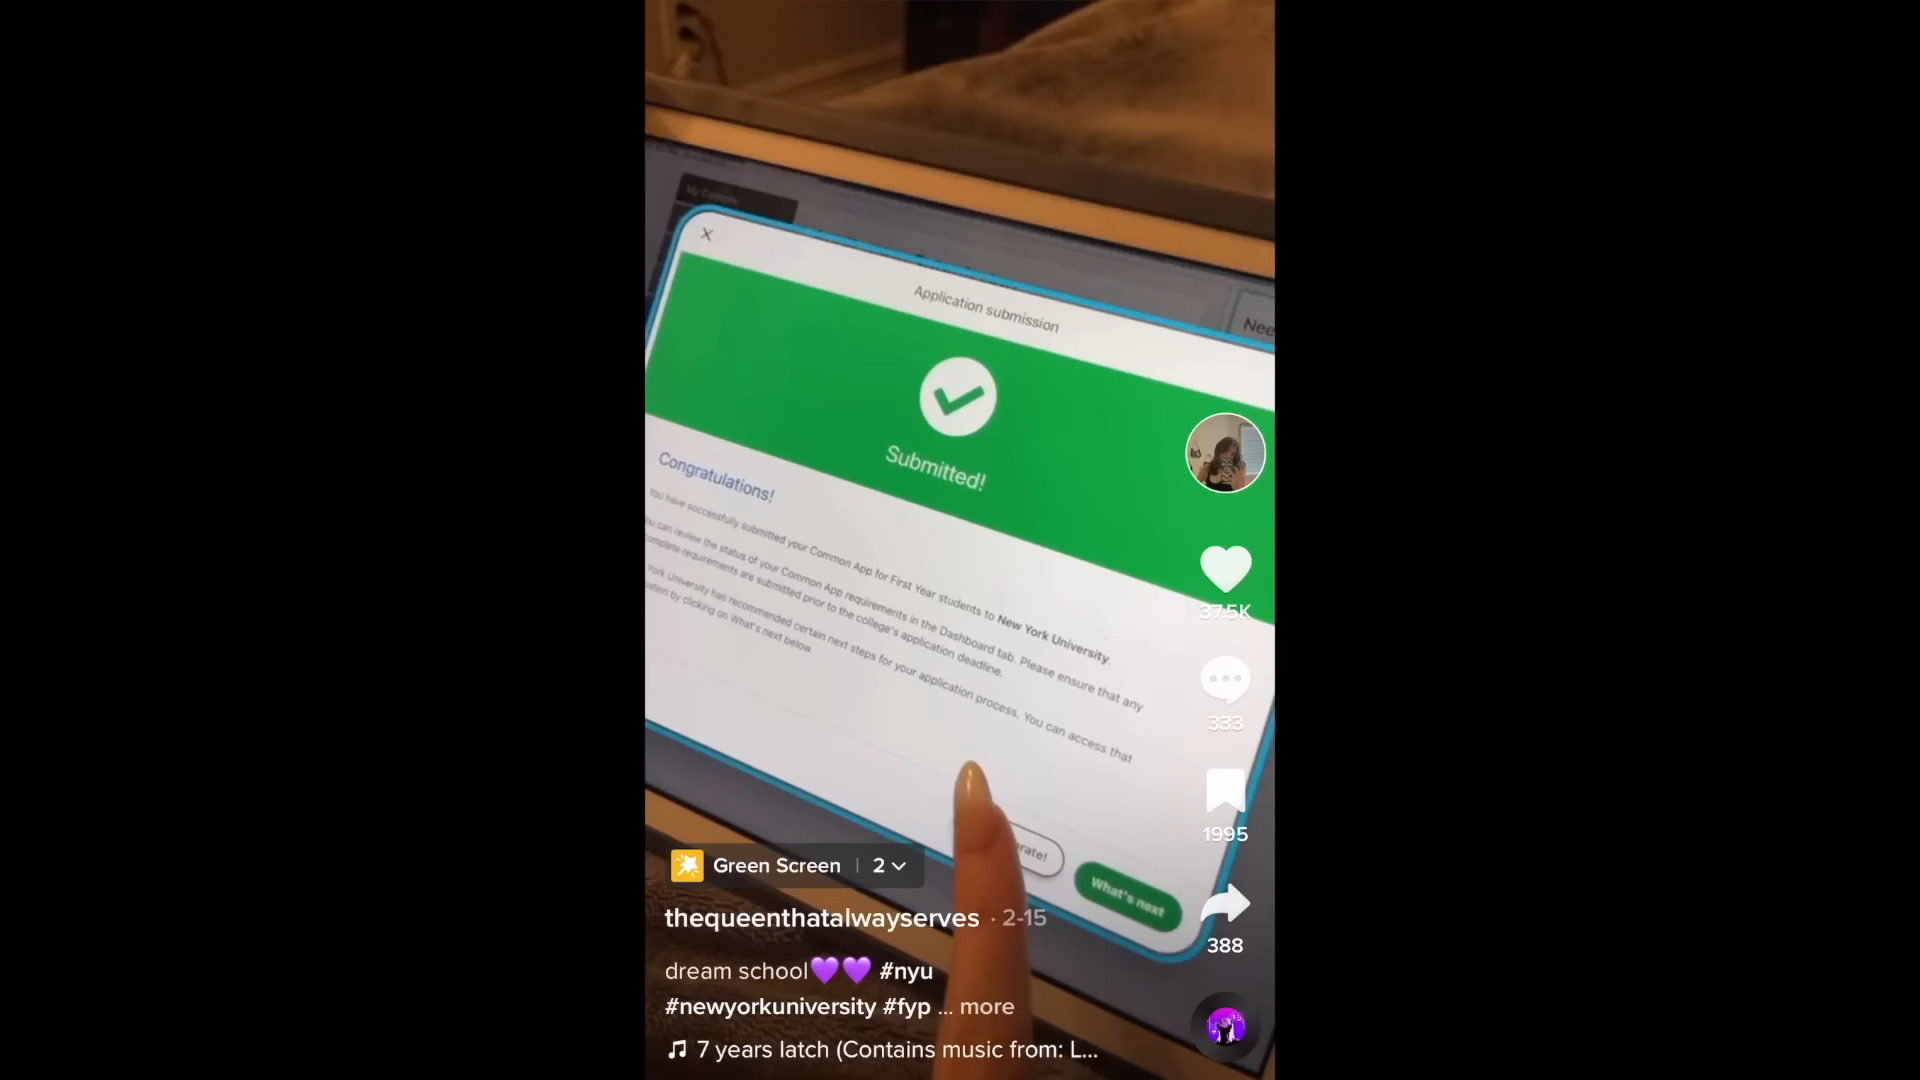 My Colleges
Nee
Application submission
Submitted!
Congratulations!
You have successfully submitted your Common App for First Year students to New York University.
You can review the status of your Common App requirements in the Dashboard tab. Please ensure that any
complete requirements are submitted prior to the college's application deadline.
York University has recommended certain next steps for your application process. You can access that
ation by clicking on What's next below.
rate!
What's next
37.5K
333
1995
388
Green Screen | 2
thequeenthatalwayserves · 2-15
dream school💜💜 #nyu
#newyorkuniversity #fyp ... more
7 years latch (Contains music from: L...